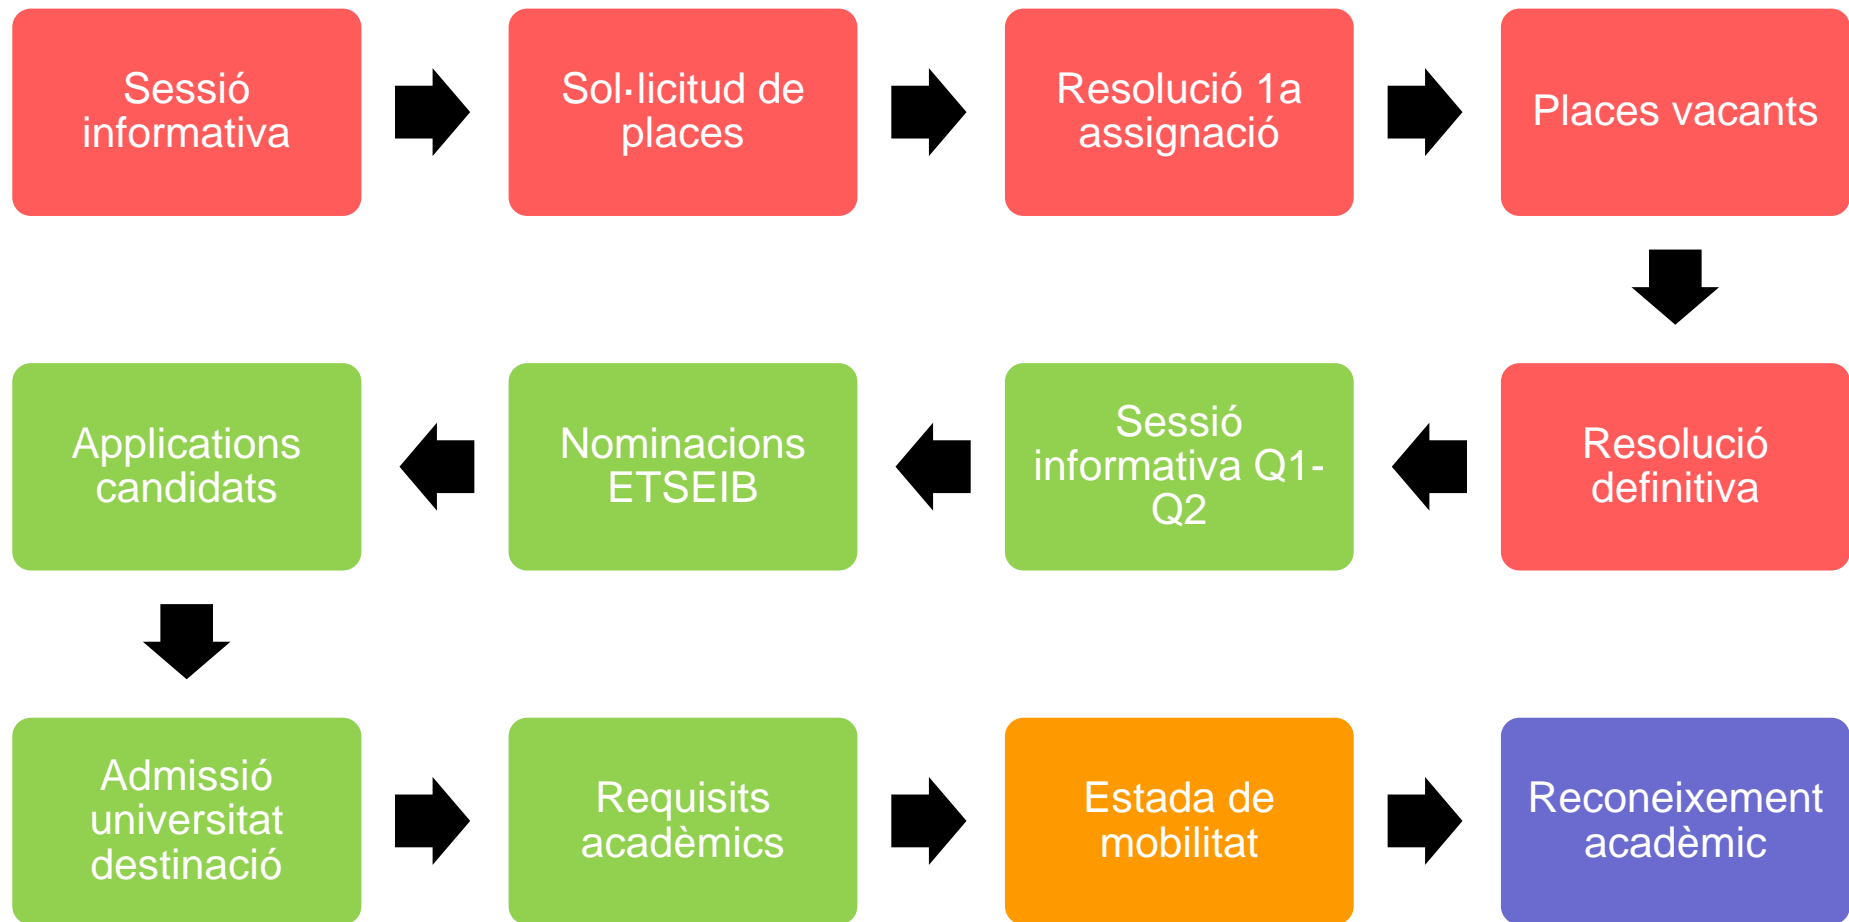 Sessió
informativa
Sol·licitud de
places
Resolució 1a
assignació
Places vacants
Resolució
definitiva
Sessió
informativa Q1-
Q2
Nominacions
ETSEIB
Applications
candidats
Admissió
universitat
destinació
Requisits
acadèmics
Estada de
mobilitat
Reconeixement
acadèmic